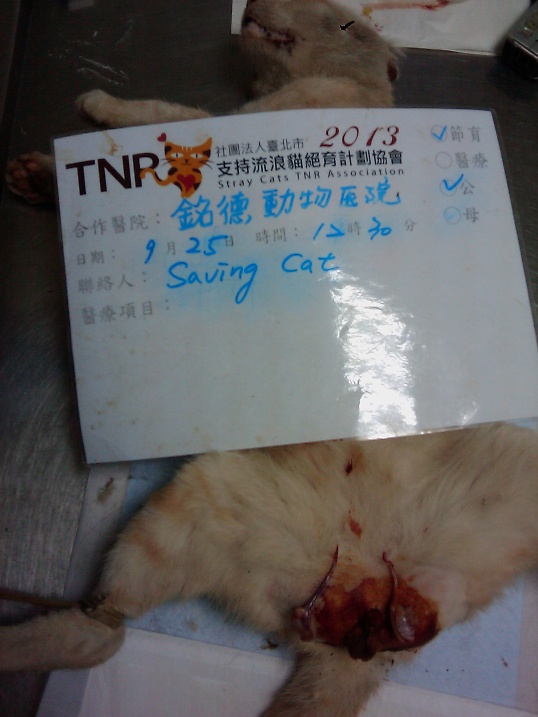 TNR 社團法人臺北市 2013
支持流浪貓絕育計劃協會
Stray Cats TNR Association
節育
醫療
公
母
合作醫院：銘德動物医院
日期：9月25日 時間：12時30分
聯絡人：Saving Cat
醫療項目：